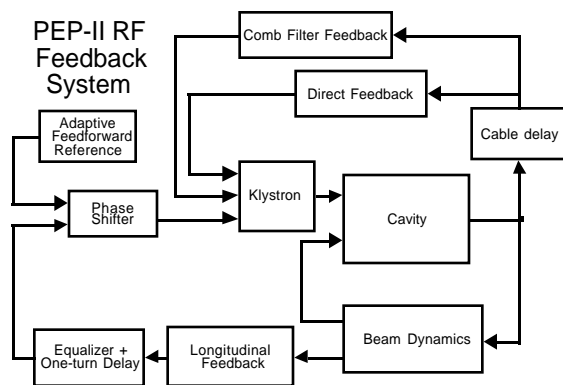 PEP-II RF
Feedback
System
Comb Filter Feedback
Direct Feedback
Adaptive
Feedforward
Reference
Cable delay
Phase
Shifter
Klystron
Cavity
Beam Dynamics
Longitudinal
Feedback
Equalizer +
One-turn Delay